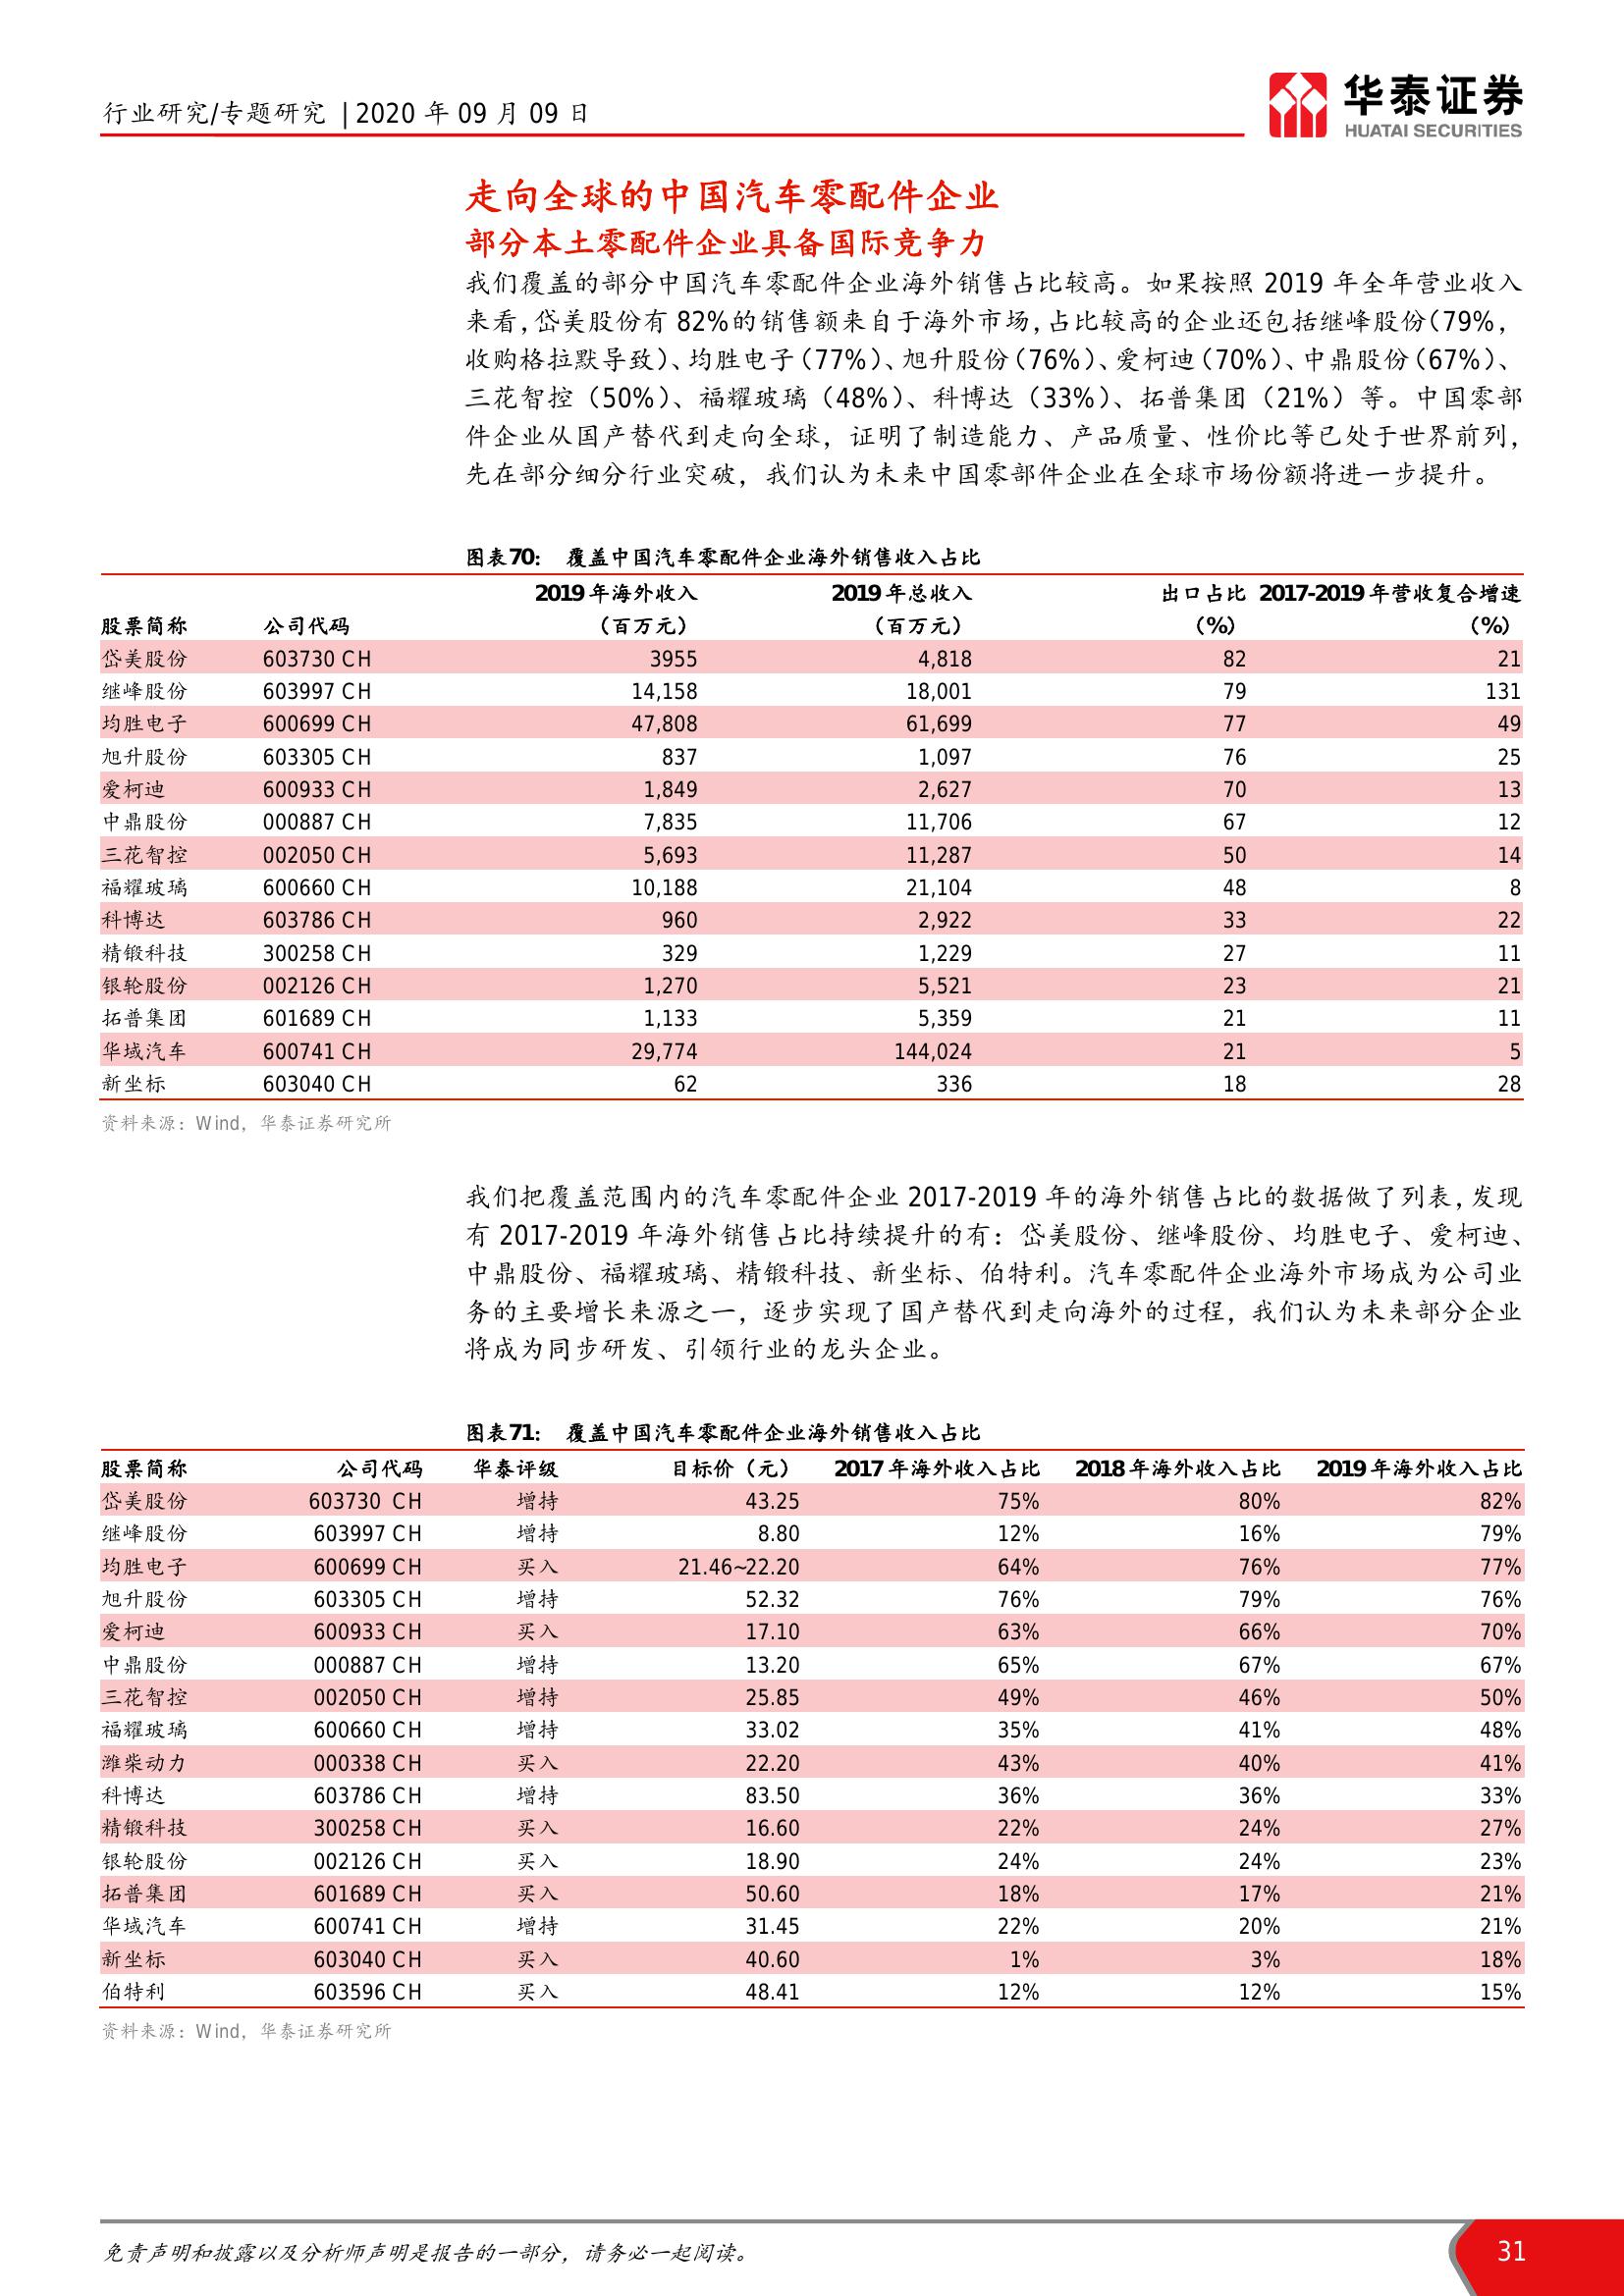 行业研究/专题研究 | 2020 年 09 月 09 日
华泰证券
HUATAI SECURITIES
走向全球的中国汽车零配件企业
部分本土零配件企业具备国际竞争力
我们覆盖的部分中国汽车零配件企业海外销售占比较高。如果按照 2019 年全年营业收入
来看，岱美股份有 82%的销售额来自于海外市场，占比较高的企业还包括继峰股份（79%，
收购格拉默导致）、均胜电子（77%）、旭升股份（76%）、爱柯迪（70%）、中鼎股份（67%）、
三花智控（50%）、福耀玻璃（48%）、科博达（33%）、拓普集团（21%）等。中国零部
件企业从国产替代到走向全球，证明了制造能力、产品质量、性价比等已处于世界前列，
先在部分细分行业突破，我们认为未来中国零部件企业在全球市场份额将进一步提升。
图表70： 覆盖中国汽车零配件企业海外销售收入占比
2019 年海外收入 2019 年总收入 出口占比 2017-2019 年营收复合增速
股票简称 公司代码 （百万元） （百万元） （%） （%）
岱美股份 603730 CH 3955 4,818 82 21
继峰股份 603997 CH 14,158 18,001 79 131
均胜电子 600699 CH 47,808 61,699 77 49
旭升股份 603305 CH 837 1,097 76 25
爱柯迪 600933 CH 1,849 2,627 70 13
中鼎股份 000887 CH 7,835 11,706 67 12
三花智控 002050 CH 5,693 11,287 50 14
福耀玻璃 600660 CH 10,188 21,104 48 8
科博达 603786 CH 960 2,922 33 22
精锻科技 300258 CH 329 1,229 27 11
银轮股份 002126 CH 1,270 5,521 23 21
拓普集团 601689 CH 1,133 5,359 21 11
华域汽车 600741 CH 29,774 144,024 21 5
新坐标 603040 CH 62 336 18 28
资料来源：Wind，华泰证券研究所
我们把覆盖范围内的汽车零配件企业 2017-2019 年的海外销售占比的数据做了列表，发现
有 2017-2019 年海外销售占比持续提升的有：岱美股份、继峰股份、均胜电子、爱柯迪、
中鼎股份、福耀玻璃、精锻科技、新坐标、伯特利。汽车零配件企业海外市场成为公司业
务的主要增长来源之一，逐步实现了国产替代到走向海外的过程，我们认为未来部分企业
将成为同步研发、引领行业的龙头企业。
图表71： 覆盖中国汽车零配件企业海外销售收入占比
股票简称 公司代码 华泰评级 目标价（元） 2017 年海外收入占比 2018 年海外收入占比 2019 年海外收入占比
岱美股份 603730 CH 增持 43.25 75% 80% 82%
继峰股份 603997 CH 增持 8.80 12% 16% 79%
均胜电子 600699 CH 买入 21.46~22.20 64% 76% 77%
旭升股份 603305 CH 增持 52.32 76% 79% 76%
爱柯迪 600933 CH 买入 17.10 63% 66% 70%
中鼎股份 000887 CH 增持 13.20 65% 67% 67%
三花智控 002050 CH 增持 25.85 49% 46% 50%
福耀玻璃 600660 CH 增持 33.02 35% 41% 48%
潍柴动力 000338 CH 买入 22.20 43% 40% 41%
科博达 603786 CH 增持 83.50 36% 36% 33%
精锻科技 300258 CH 买入 16.60 22% 24% 27%
银轮股份 002126 CH 买入 18.90 24% 24% 23%
拓普集团 601689 CH 买入 50.60 18% 17% 21%
华域汽车 600741 CH 增持 31.45 22% 20% 21%
新坐标 603040 CH 买入 40.60 1% 3% 18%
伯特利 603596 CH 买入 48.41 12% 12% 15%
资料来源：Wind，华泰证券研究所
免责声明和披露以及分析师声明是报告的一部分，请务必一起阅读。
31